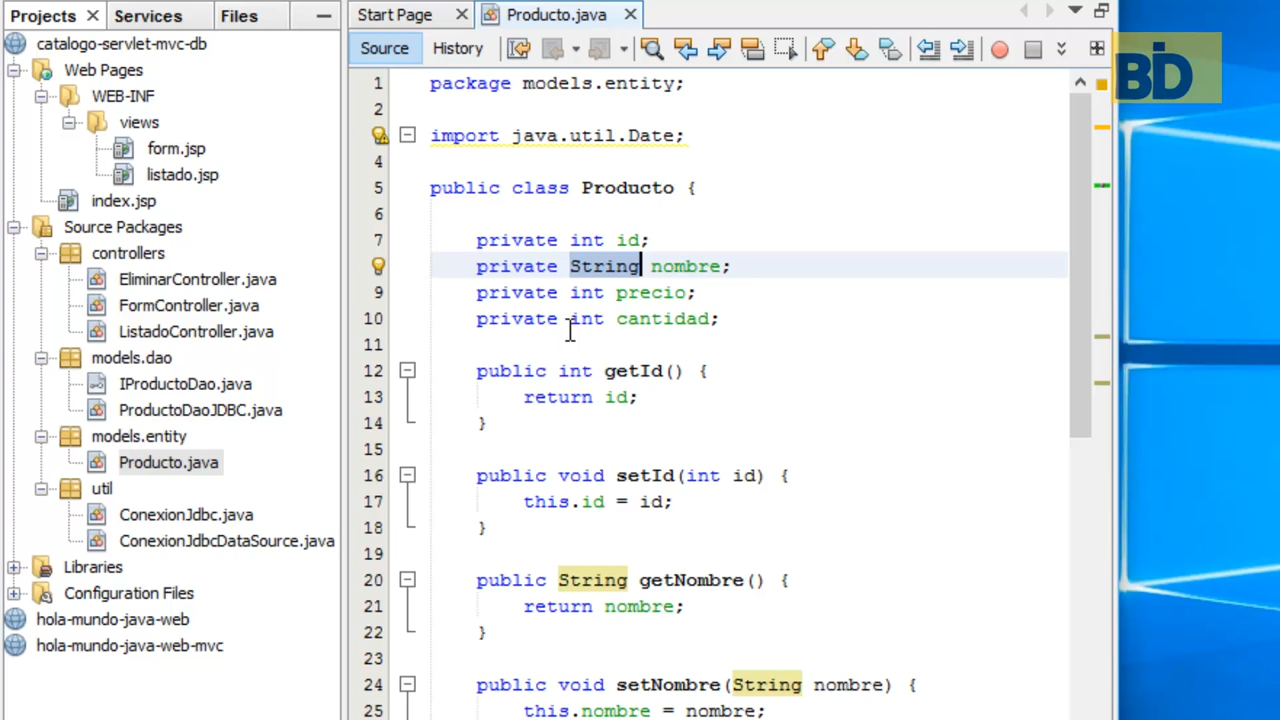 Projects
Services
Files
catalogo-servlet-mvc-db
Web Pages
WEB-INF
views
form.jsp
listado.jsp
index.jsp
Source Packages
controllers
EliminarController.java
FormController.java
ListadoController.java
models.dao
IProductoDao.java
ProductoDaoJDBC.java
models.entity
Producto.java
util
ConexionJdbc.java
ConexionJdbcDataSource.java
Libraries
Configuration Files
hola-mundo-java-web
hola-mundo-java-web-mvc
Start Page
Producto.java
Source
History
1 package models.entity;
2
import java.util.Date;
4
5 public class Producto {
6
7 private int id;
private String nombre;
9 private int precio;
10 private int cantidad;
11
12 public int getId() {
13 return id;
14 }
15
16 public void setId(int id) {
17 this.id = id;
18 }
19
20 public String getNombre() {
21 return nombre;
22 }
23
24 public void setNombre(String nombre) {
25 this.nombre = nombre;
BID